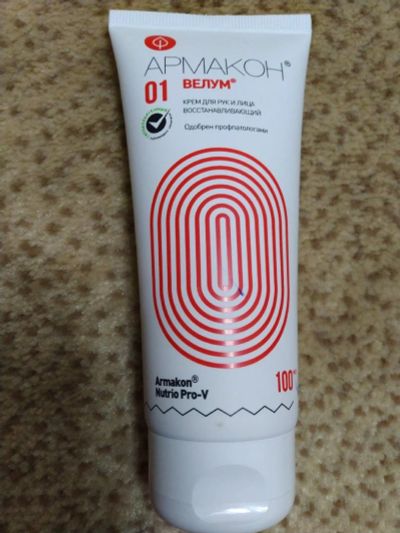 АРМАКОН®
01 ВЕЛУМ®
КРЕМ ДЛЯ РУК И ЛИЦА
ВОССТАНАВЛИВАЮЩИЙ
Одобрен профпатологами
Armakon®
Nutrio Pro-V
100